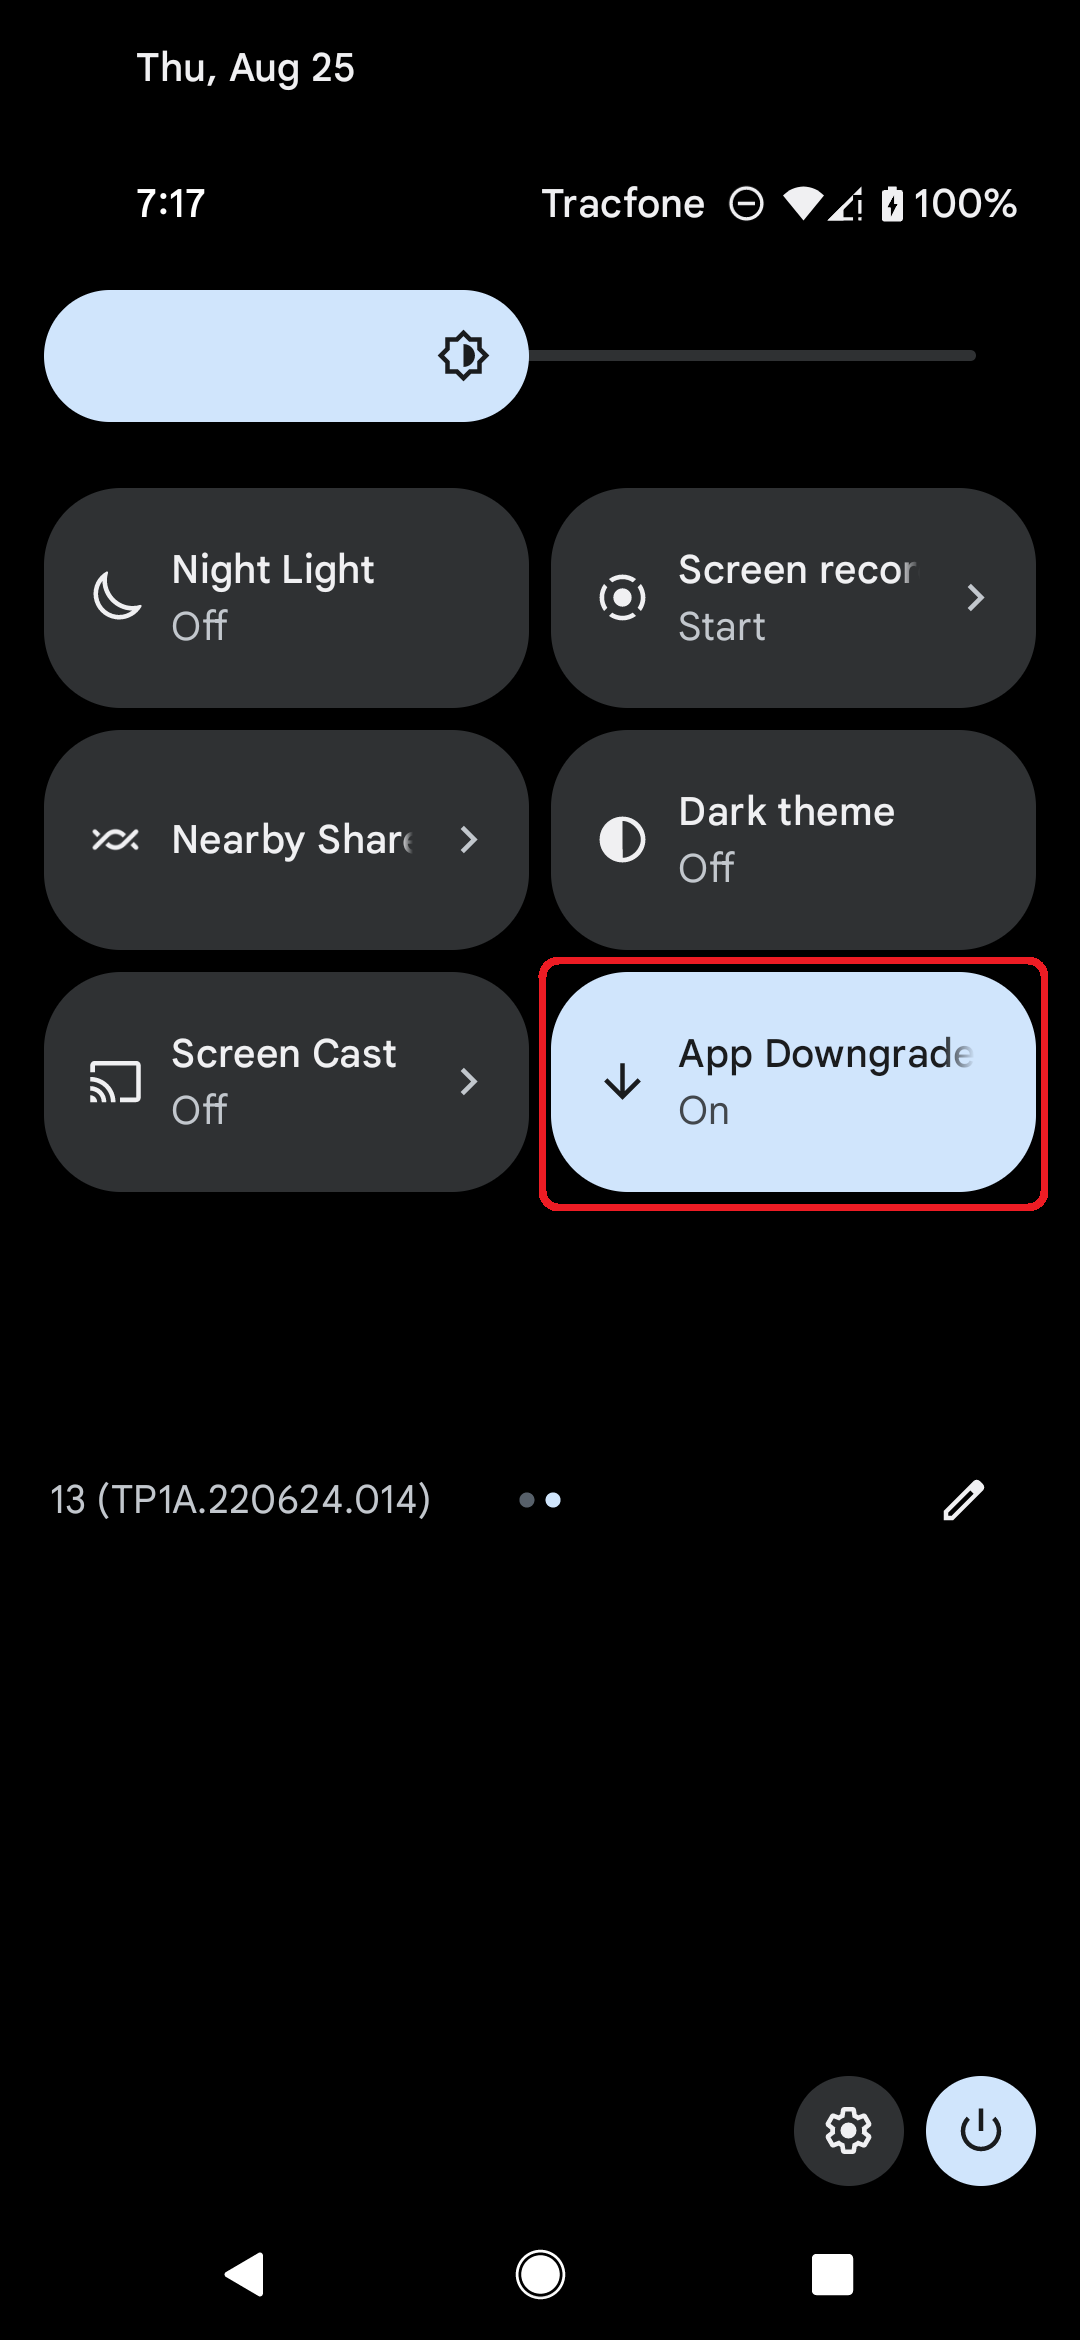 Thu, Aug 25
7:17 Tracfone 100%
Night Light
Off
Screen recor
Start
Nearby Share
Dark theme
Off
Screen Cast
Off
App Downgrade
On
13 (TP1A.220624.014)